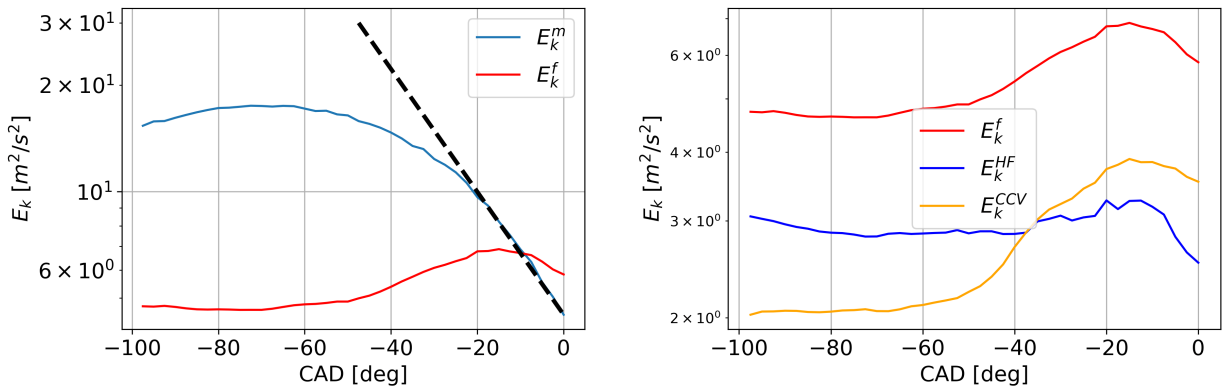 3 × 10¹
2 × 10¹
10¹
6 × 10⁰
E_k [m²/s²]
E_k^m
E_k^f
−100 −80 −60 −40 −20 0
CAD [deg]
6 × 10⁰
4 × 10⁰
3 × 10⁰
2 × 10⁰
E_k [m²/s²]
E_k^f
E_k^{HF}
E_k^{CCV}
−100 −80 −60 −40 −20 0
CAD [deg]